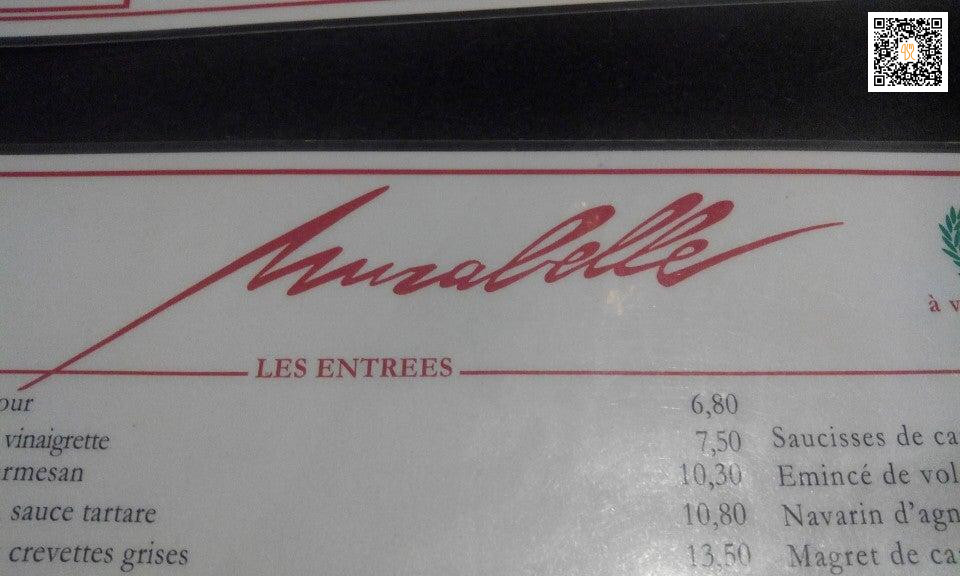 Murabelle
LES ENTREES
our 6,80
vinaigrette 7,50 Saucisses de ca
rmesan 10,30 Emincé de vol
sauce tartare 10,80 Navarin d'agn
crevettes grises 13,50 Magret de ca
à v